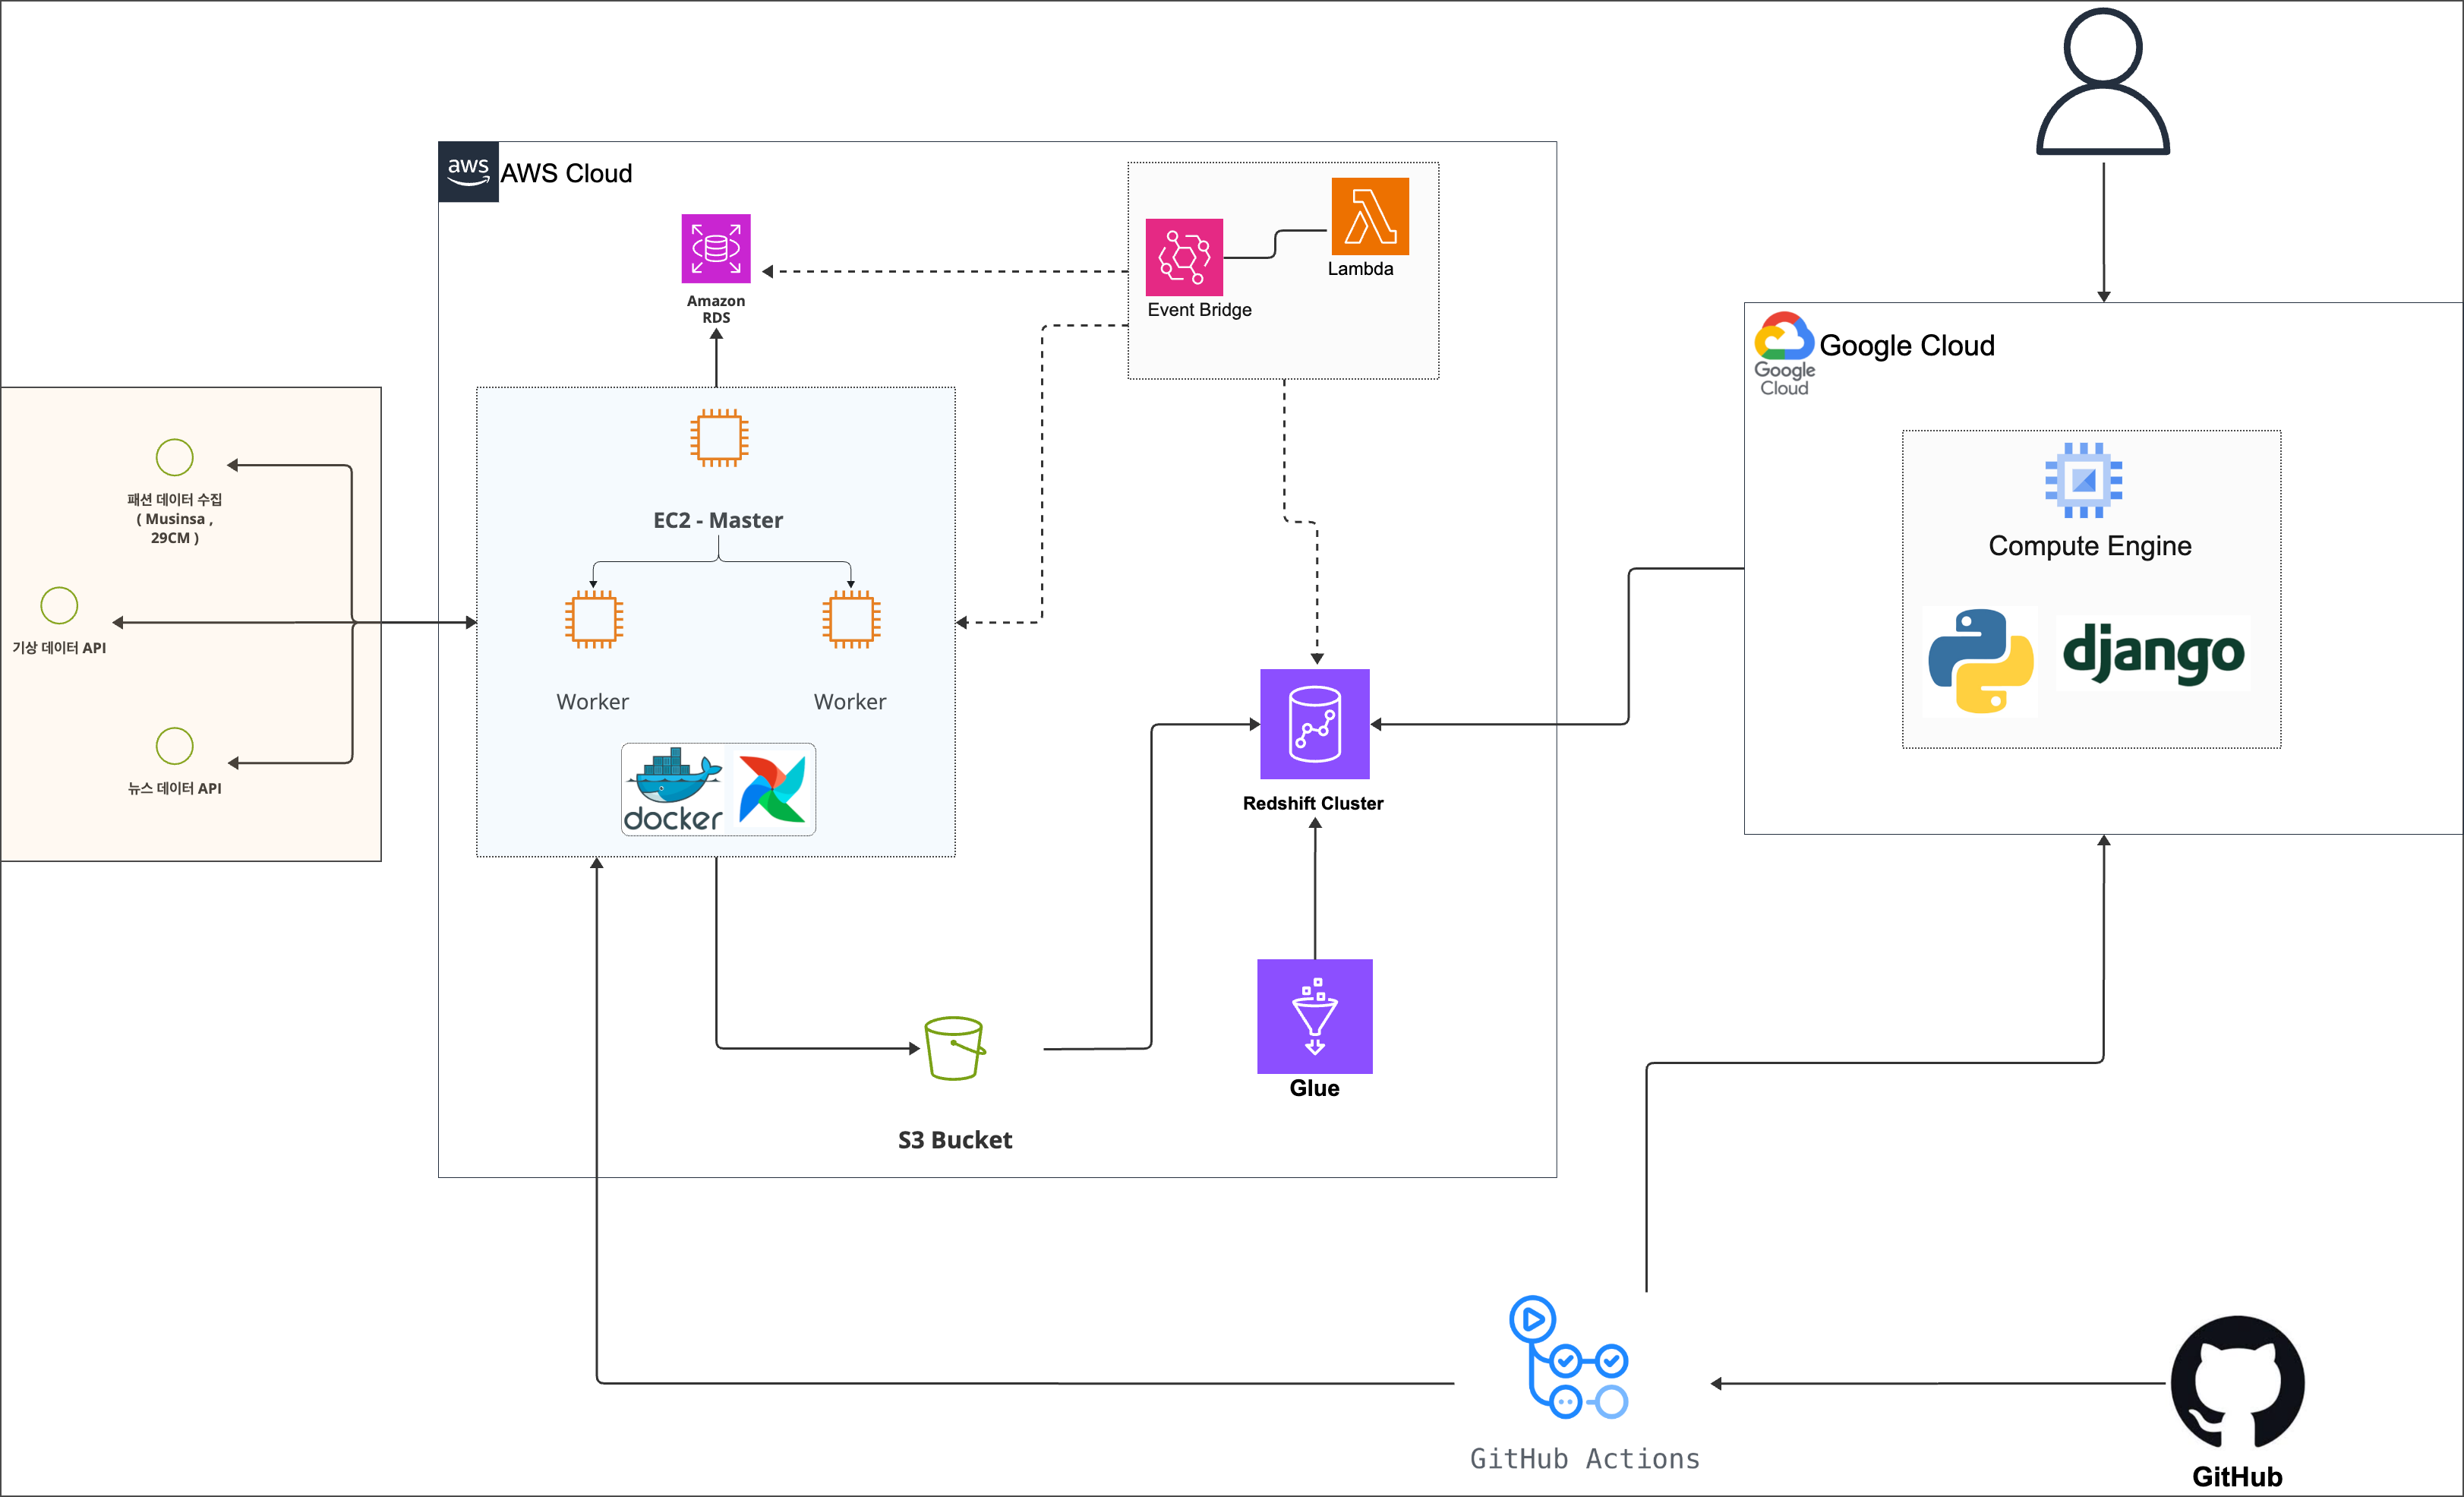 aws
AWS Cloud
Amazon
RDS
Event Bridge
Lambda
Google
Cloud
Google Cloud
Compute Engine
django
패션 데이터 수집
( Musinsa ,
29CM )
기상 데이터 API
뉴스 데이터 API
EC2 - Master
Worker
Worker
docker
Redshift Cluster
Glue
S3 Bucket
GitHub Actions
GitHub